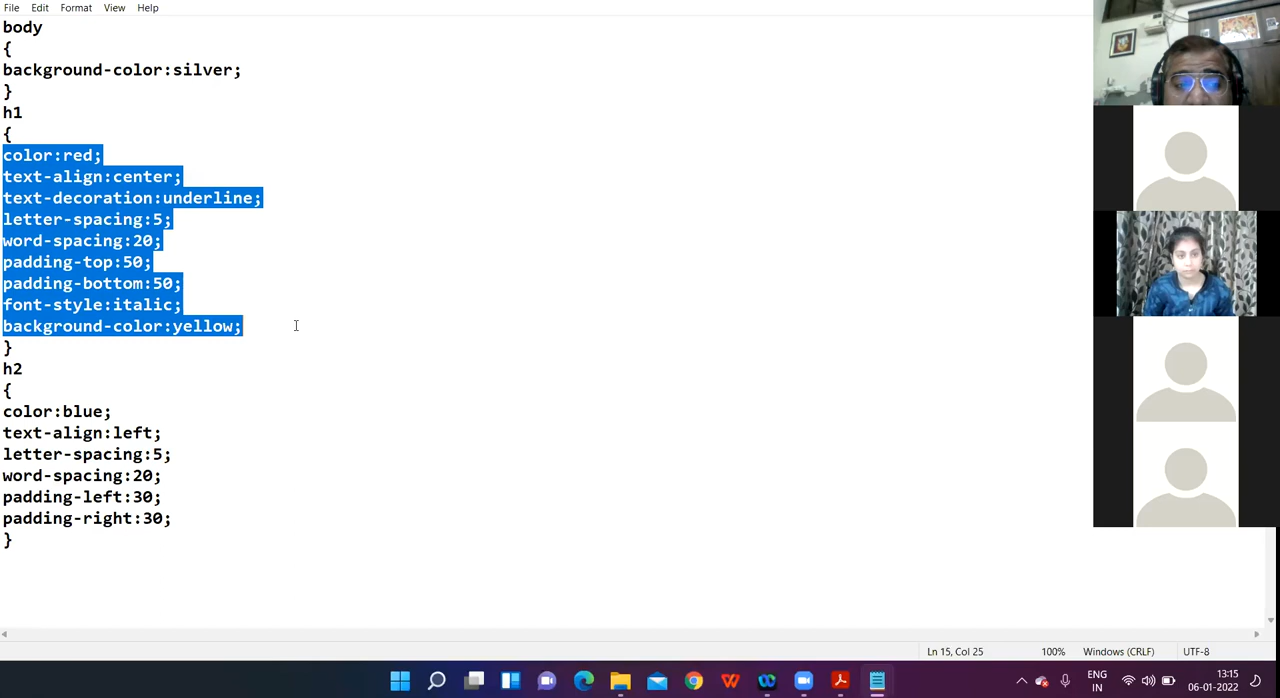 File Edit Format View Help
body
{
background-color:silver;
}
h1
{
color:red;
text-align:center;
text-decoration:underline;
letter-spacing:5;
word-spacing:20;
padding-top:50;
padding-bottom:50;
font-style:italic;
background-color:yellow;
}
h2
{
color:blue;
text-align:left;
letter-spacing:5;
word-spacing:20;
padding-left:30;
padding-right:30;
}
Ln 15, Col 25 100% Windows (CRLF) UTF-8
ENG 13:15
IN 06-01-2022